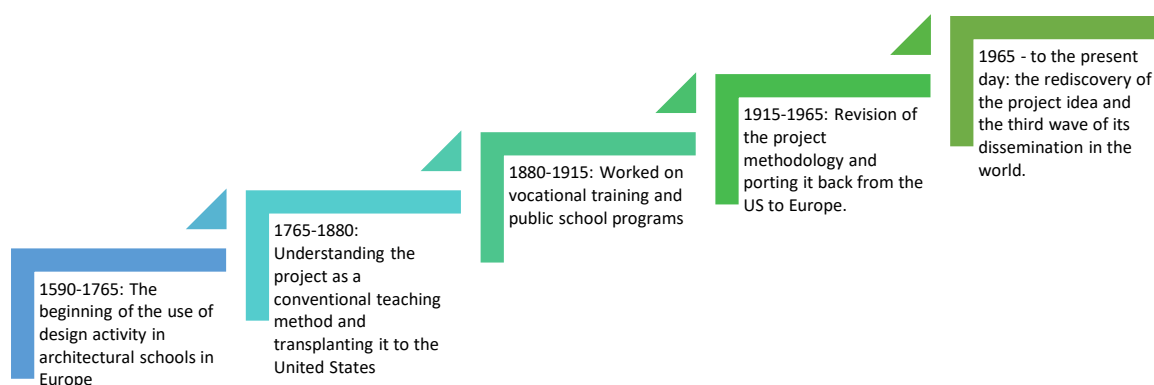 1590-1765: The
beginning of the use of
design activity in
architectural schools in
Europe
1765-1880:
Understanding the
project as a
conventional teaching
method and
transplanting it to the
United States
1880-1915: Worked on
vocational training and
public school programs
1915-1965: Revision of
the project
methodology and
porting it back from the
US to Europe.
1965 - to the present
day: the rediscovery of
the project idea and
the third wave of its
dissemination in the
world.